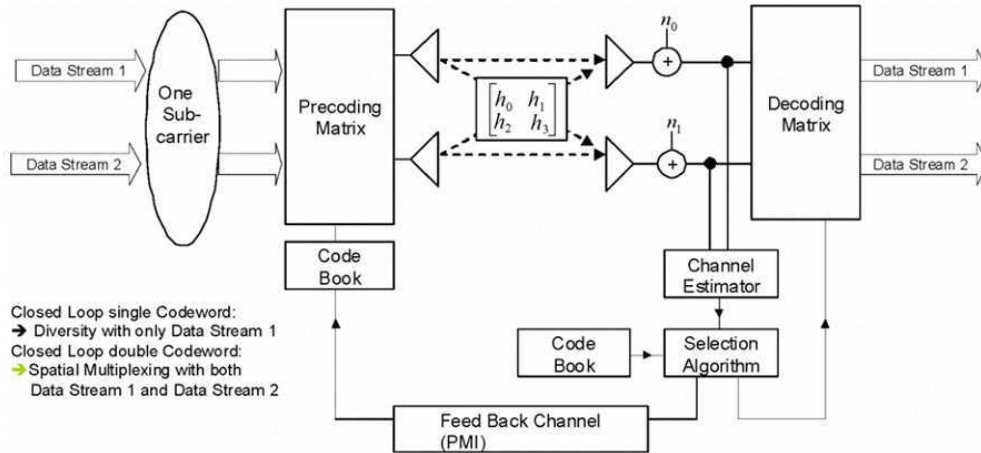 Data Stream 1
Data Stream 2
One
Sub-
carrier
Precoding
Matrix
h₀ h₁
h₂ h₃
n₀
n₁
Decoding
Matrix
Data Stream 1
Data Stream 2
Code
Book
Channel
Estimator
Closed Loop single Codeword:
➔ Diversity with only Data Stream 1
Closed Loop double Codeword:
➔ Spatial Multiplexing with both
Data Stream 1 and Data Stream 2
Code
Book
Selection
Algorithm
Feed Back Channel
(PMI)